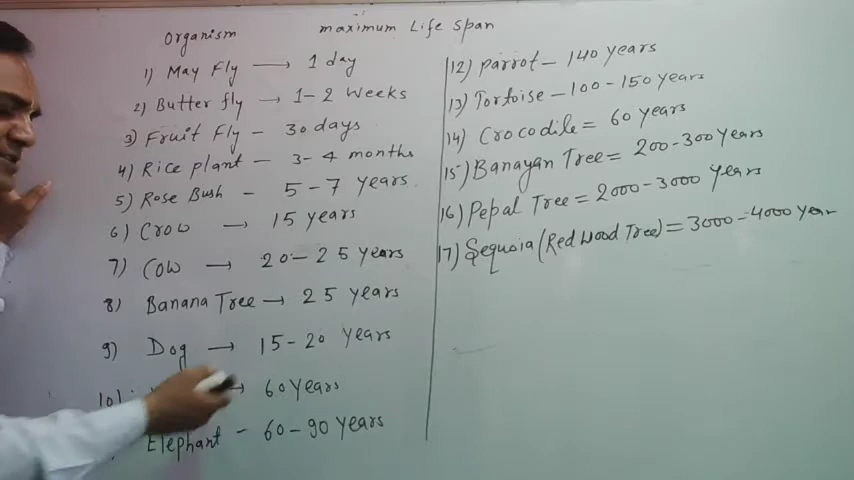 Organism maximum Life span
1) May Fly → 1 day
2) Butter fly → 1-2 weeks
3) Fruit Fly - 30 days
4) Rice plant - 3-4 months
5) Rose Bush - 5-7 years
6) Crow → 15 years
7) Cow → 20-25 years
8) Banana Tree → 25 years
9) Dog → 15-20 years
10) → 60 years
Elephant - 60-90 years
12) parrot - 140 years
13) Tortoise - 100-150 years
14) Crocodile = 60 years
15) Banayan Tree = 200-300 years
16) Pepal Tree = 2000-3000 years
17) Sequoia (Red Wood Tree) = 3000-4000 year